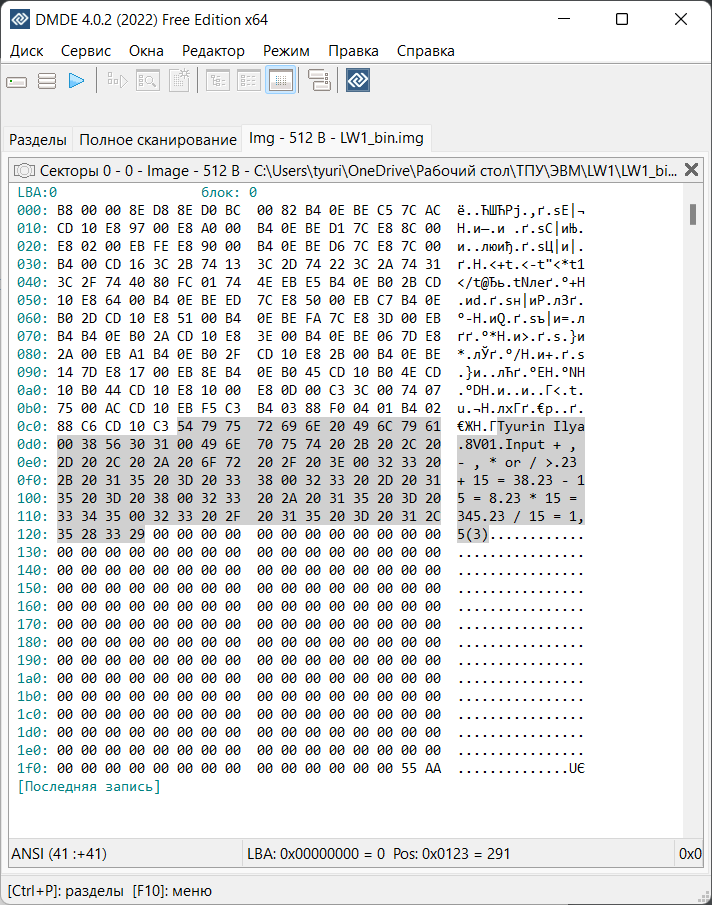 DMDE 4.0.2 (2022) Free Edition x64
Диск Сервис Окна Редактор Режим Правка Справка
Разделы Полное сканирование Img - 512 B - LW1_bin.img
Секторы 0 - 0 - Image - 512 B - C:\Users\tyuri\OneDrive\Рабочий стол\ТПУ\ЭВМ\LW1\LW1_bi...
LBA:0 блок: 0
000: B8 00 00 8E D8 8E D0 BC 00 82 B4 0E BE C5 7C AC ё..ЋШЋРј.‚ґ.ѕЕ|¬
010: CD 10 E8 97 00 E8 A0 00 B4 0E BE D1 7C E8 8C 00 Н.и—.и .ґ.ѕС|иЊ.
020: E8 02 00 EB FE E8 90 00 B4 0E BE D6 7C E8 7C 00 и..люиђ.ґ.ѕЦ|и|.
030: B4 00 CD 16 3C 2B 74 13 3C 2D 74 22 3C 2A 74 31 ґ.Н.<+t.<-t"<*t1
040: 3C 2F 74 40 80 FC 01 74 4E EB E5 B4 0E B0 2B CD </t@Ђь.tNлеґ.°+Н
050: 10 E8 64 00 B4 0E BE ED 7C E8 50 00 EB C7 B4 0E .иd.ґ.ѕн|иP.лЗґ.
060: B0 2D CD 10 E8 51 00 B4 0E BE FA 7C E8 3D 00 EB °-Н.иQ.ґ.ѕъ|и=.л
070: B4 B4 0E B0 2A CD 10 E8 3E 00 B4 0E BE 06 7D E8 ґґ.°*Н.и>.ґ.ѕ.}и
080: 2A 00 EB A1 B4 0E B0 2F CD 10 E8 2B 00 B4 0E BE *.лЎґ.°/Н.и+.ґ.ѕ
090: 14 7D E8 17 00 EB 8E B4 0E B0 45 CD 10 B0 4E CD .}и..лЋґ.°EН.°NН
0a0: 10 B0 44 CD 10 E8 10 00 E8 0D 00 C3 3C 00 74 07 .°DН.и..и..Г<.t.
0b0: 75 00 AC CD 10 EB F5 C3 B4 03 88 F0 04 01 B4 02 u.¬Н.лхГґ.€р..ґ.
0c0: 88 C6 CD 10 C3 54 79 75 72 69 6E 20 49 6C 79 61 €ЖН.ГTyurin Ilya
0d0: 00 38 56 30 31 00 49 6E 70 75 74 20 2B 20 2C 20 .8V01.Input + ,
0e0: 2D 20 2C 20 2A 20 6F 72 20 2F 20 3E 00 32 33 20 - , * or / >.23
0f0: 2B 20 31 35 20 3D 20 33 38 00 32 33 20 2D 20 31 + 15 = 38.23 - 1
100: 35 20 3D 20 38 00 32 33 20 2A 20 31 35 20 3D 20 5 = 8.23 * 15 =
110: 33 34 35 00 32 33 20 2F 20 31 35 20 3D 20 31 2C 345.23 / 15 = 1,
120: 35 28 33 29 00 00 00 00 00 00 00 00 00 00 00 00 5(3)............
130: 00 00 00 00 00 00 00 00 00 00 00 00 00 00 00 00 ................
140: 00 00 00 00 00 00 00 00 00 00 00 00 00 00 00 00 ................
150: 00 00 00 00 00 00 00 00 00 00 00 00 00 00 00 00 ................
160: 00 00 00 00 00 00 00 00 00 00 00 00 00 00 00 00 ................
170: 00 00 00 00 00 00 00 00 00 00 00 00 00 00 00 00 ................
180: 00 00 00 00 00 00 00 00 00 00 00 00 00 00 00 00 ................
190: 00 00 00 00 00 00 00 00 00 00 00 00 00 00 00 00 ................
1a0: 00 00 00 00 00 00 00 00 00 00 00 00 00 00 00 00 ................
1b0: 00 00 00 00 00 00 00 00 00 00 00 00 00 00 00 00 ................
1c0: 00 00 00 00 00 00 00 00 00 00 00 00 00 00 00 00 ................
1d0: 00 00 00 00 00 00 00 00 00 00 00 00 00 00 00 00 ................
1e0: 00 00 00 00 00 00 00 00 00 00 00 00 00 00 00 00 ................
1f0: 00 00 00 00 00 00 00 00 00 00 00 00 00 00 55 AA ..............UЄ
[Последняя запись]
ANSI (41 :+41) LBA: 0x00000000 = 0 Pos: 0x0123 = 291 0x0
[Ctrl+P]: разделы [F10]: меню